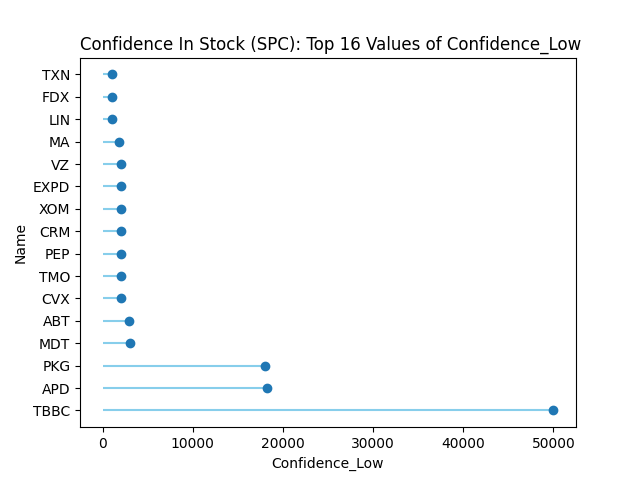 Confidence In Stock (SPC): Top 16 Values of Confidence_Low
TXN
FDX
LIN
MA
VZ
EXPD
XOM
CRM
PEP
TMO
CVX
ABT
MDT
PKG
APD
TBBC
Name
0 10000 20000 30000 40000 50000
Confidence_Low